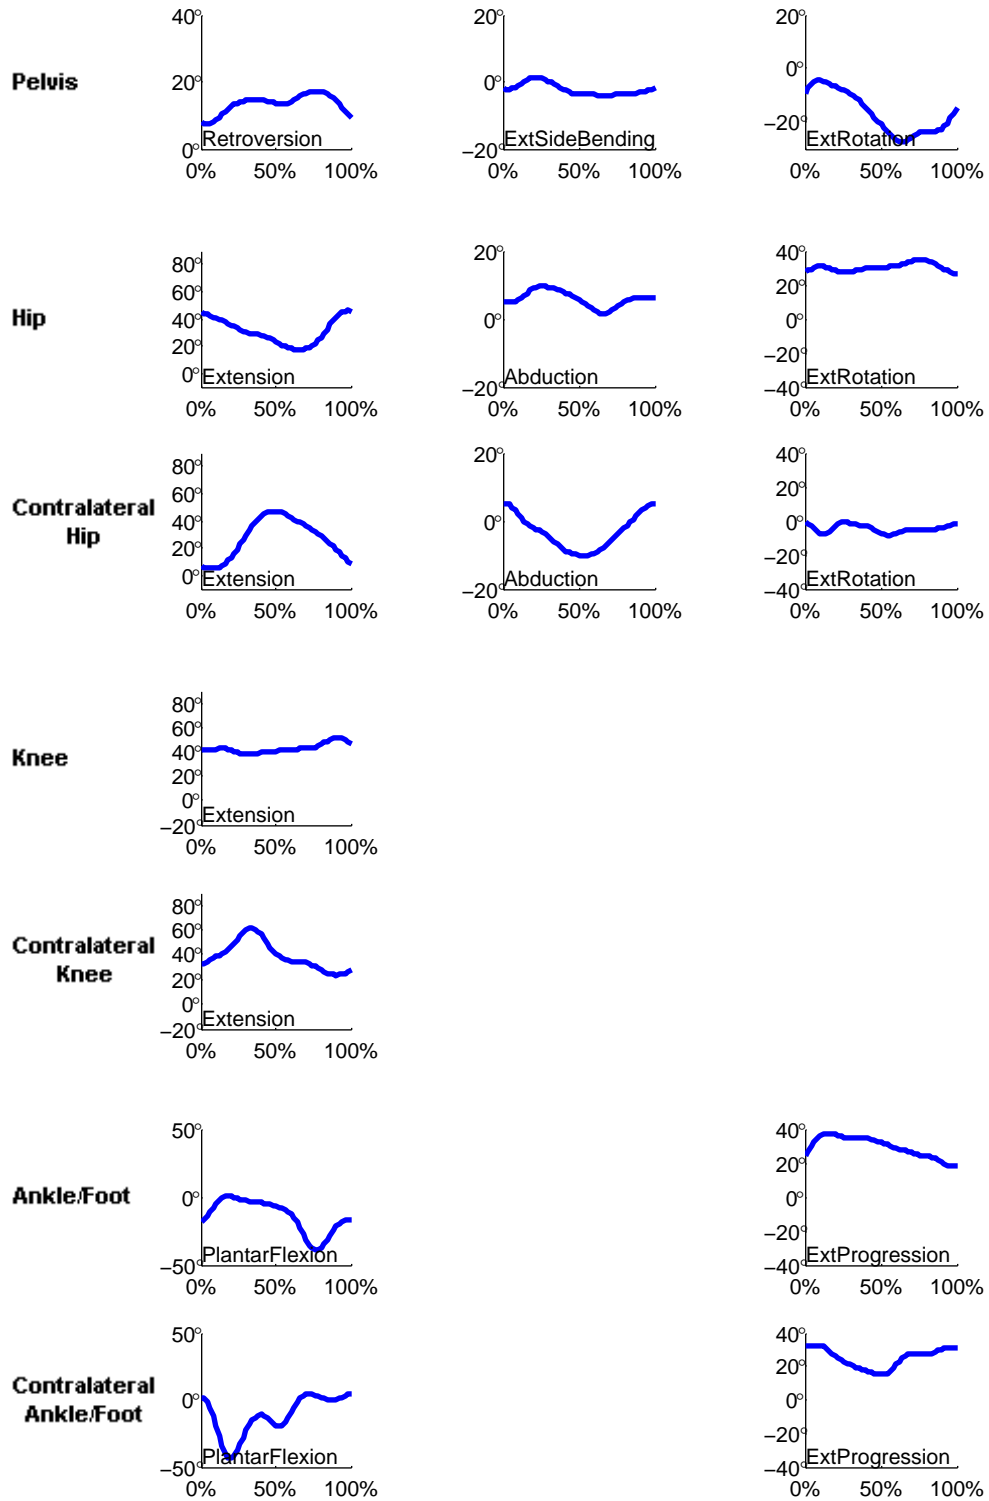 Pelvis
40°
20°
0°
Retroversion
0% 50% 100%
20°
0°
−20°
ExtSideBending
0% 50% 100%
20°
0°
−20°
ExtRotation
0% 50% 100%
Hip
80°
60°
40°
20°
0°
Extension
0% 50% 100%
20°
0°
−20°
Abduction
0% 50% 100%
40°
20°
0°
−20°
−40°
ExtRotation
0% 50% 100%
Contralateral
Hip
80°
60°
40°
20°
0°
Extension
0% 50% 100%
20°
0°
−20°
Abduction
0% 50% 100%
40°
20°
0°
−20°
−40°
ExtRotation
0% 50% 100%
Knee
80°
60°
40°
20°
0°
−20°
Extension
0% 50% 100%
Contralateral
Knee
80°
60°
40°
20°
0°
−20°
Extension
0% 50% 100%
Ankle/Foot
50°
0°
−50°
PlantarFlexion
0% 50% 100%
40°
20°
0°
−20°
−40°
ExtProgression
0% 50% 100%
Contralateral
Ankle/Foot
50°
0°
−50°
PlantarFlexion
0% 50% 100%
40°
20°
0°
−20°
−40°
ExtProgression
0% 50% 100%